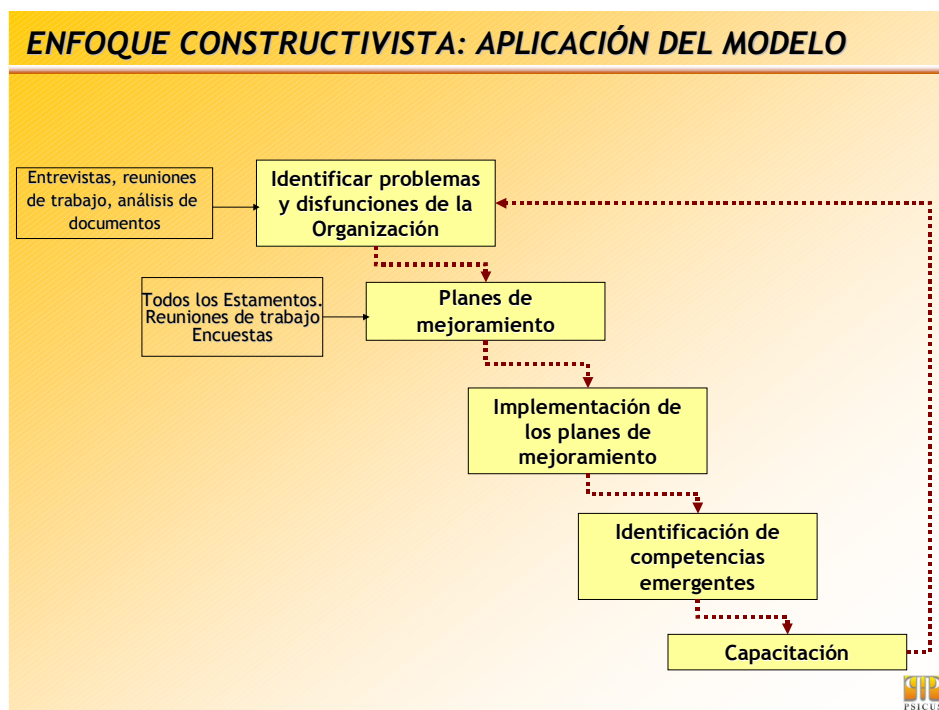 ENFOQUE CONSTRUCTIVISTA: APLICACIÓN DEL MODELO
Entrevistas, reuniones
de trabajo, análisis de
documentos
Identificar problemas
y disfunciones de la
Organización
Todos los Estamentos.
Reuniones de trabajo
Encuestas
Planes de
mejoramiento
Implementación de
los planes de
mejoramiento
Identificación de
competencias
emergentes
Capacitación
PSICUS